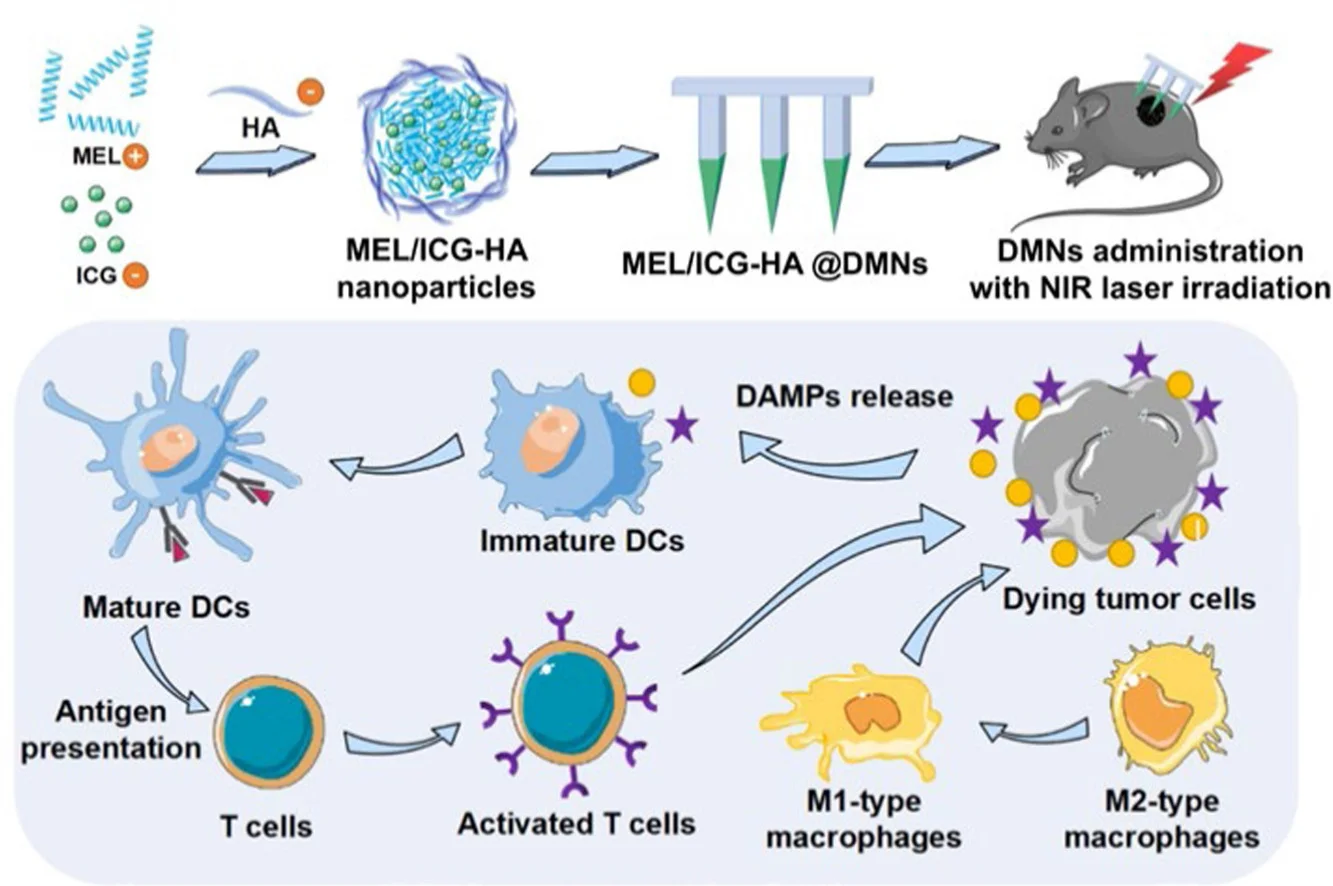 HA
-
MEL +
ICG -
MEL/ICG-HA
nanoparticles
MEL/ICG-HA @DMNs
DMNs administration
with NIR laser irradiation
DAMPs release
Immature DCs
Mature DCs
Dying tumor cells
Antigen
presentation
T cells
Activated T cells
M1-type
macrophages
M2-type
macrophages